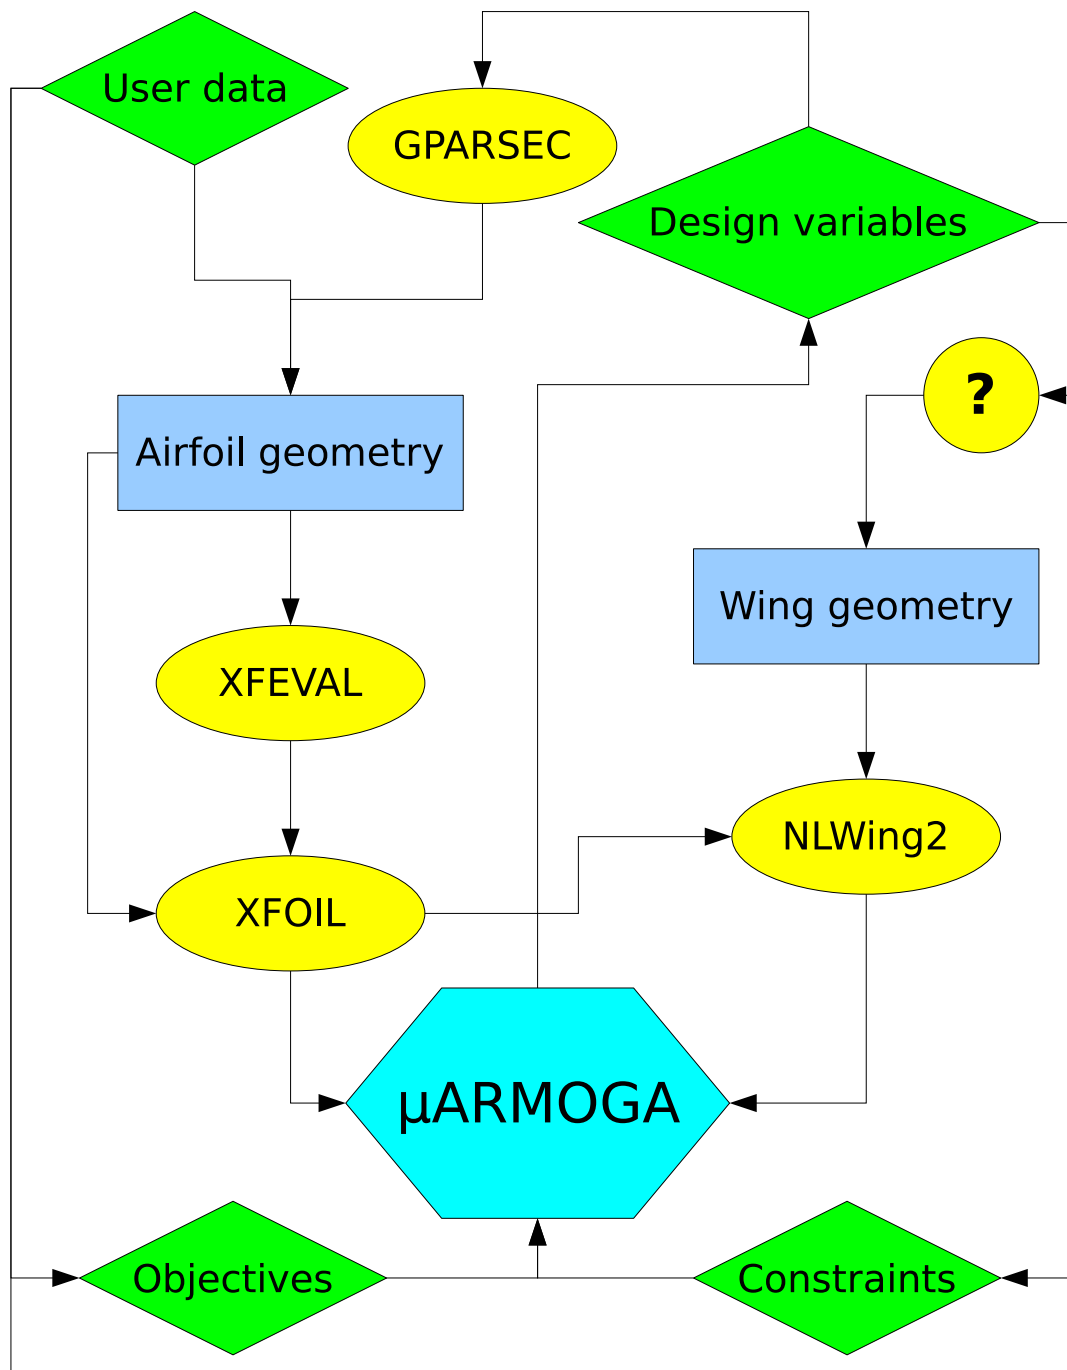 User data
GPARSEC
Design variables
?
Airfoil geometry
Wing geometry
XFEVAL
NLWing2
XFOIL
μARMOGA
Objectives
Constraints